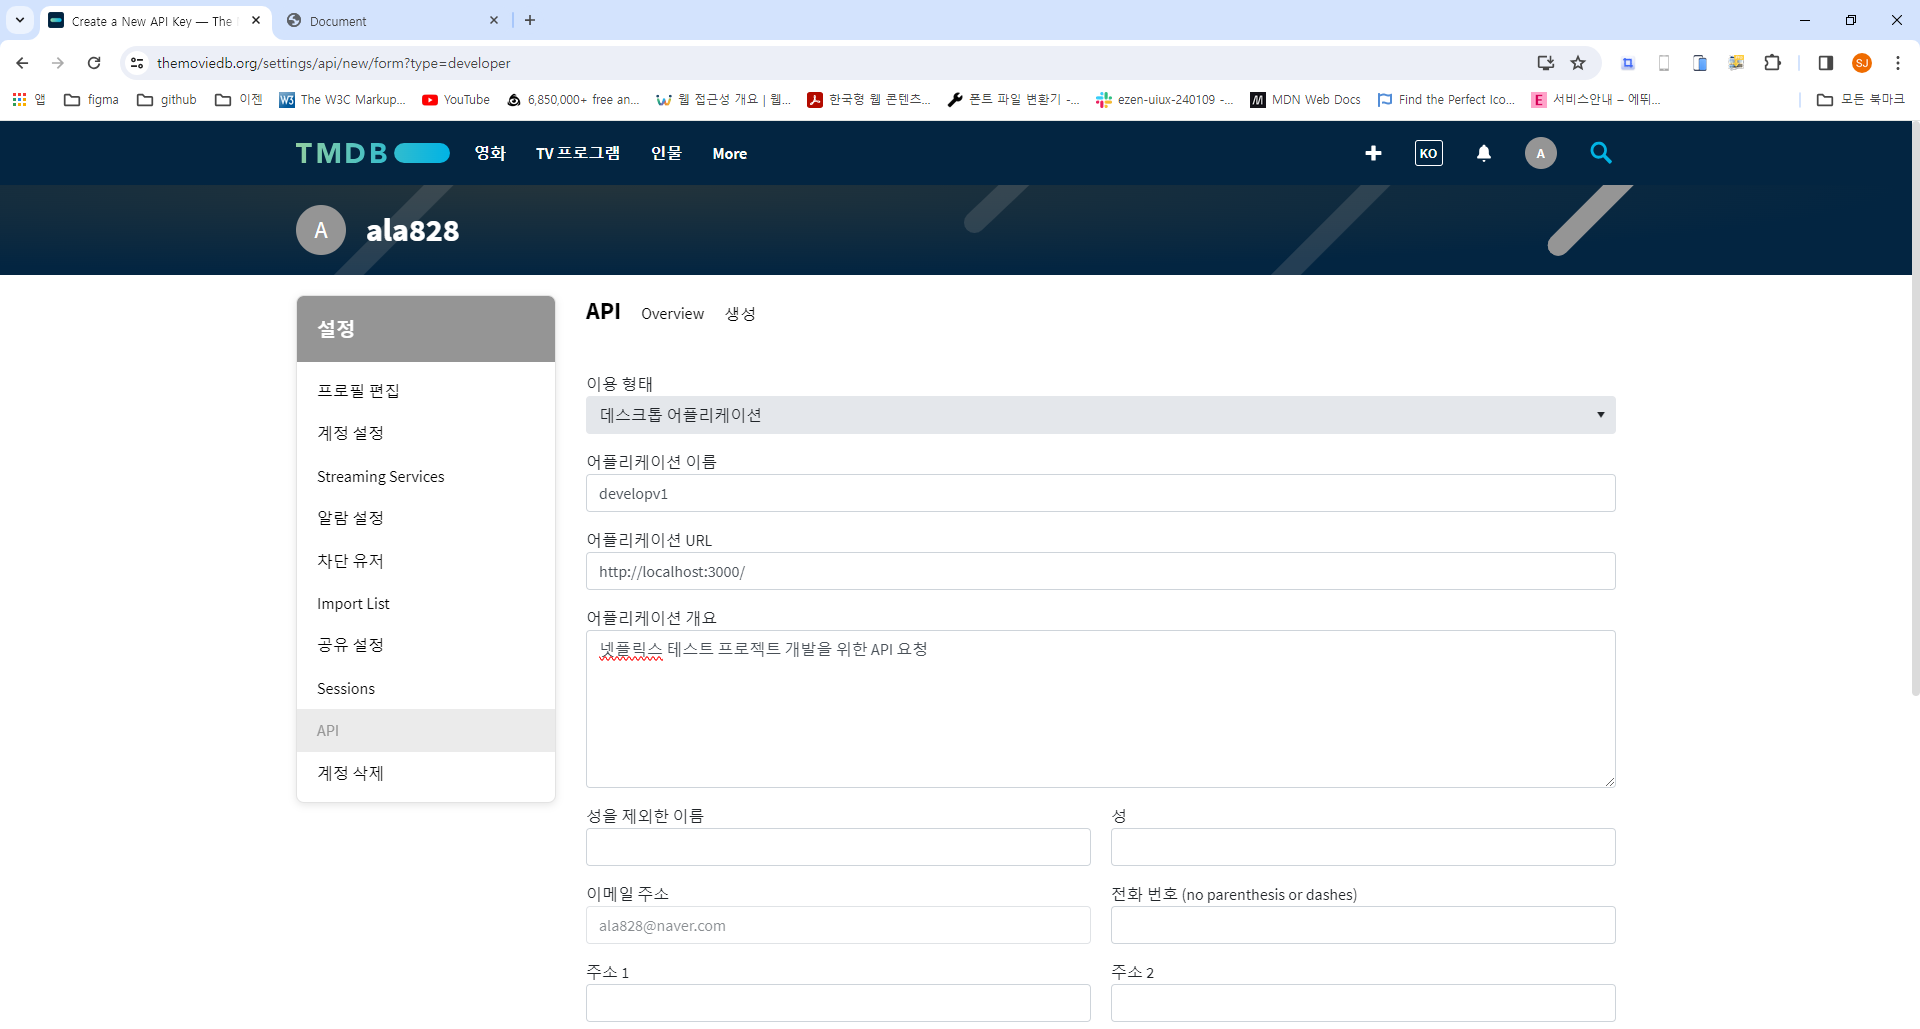 Create a New API Key — The
Document
themoviedb.org/settings/api/new/form?type=developer
SJ
앱
figma
github
이젠
The W3C Markup...
YouTube
6,850,000+ free an...
웹 접근성 개요 | 웹...
한국형 웹 콘텐츠...
폰트 파일 변환기 -...
ezen-uiux-240109 -...
MDN Web Docs
Find the Perfect Ico...
서비스안내 – 에뛰...
모든 북마크
TMDB
영화
TV 프로그램
인물
More
KO
A
A
ala828
설정
프로필 편집
계정 설정
Streaming Services
알람 설정
차단 유저
Import List
공유 설정
Sessions
API
계정 삭제
API
Overview
생성
이용 형태
데스크톱 어플리케이션
어플리케이션 이름
developv1
어플리케이션 URL
http://localhost:3000/
어플리케이션 개요
넷플릭스 테스트 프로젝트 개발을 위한 API 요청
성을 제외한 이름
성
이메일 주소
전화 번호 (no parenthesis or dashes)
ala828@naver.com
주소 1
주소 2